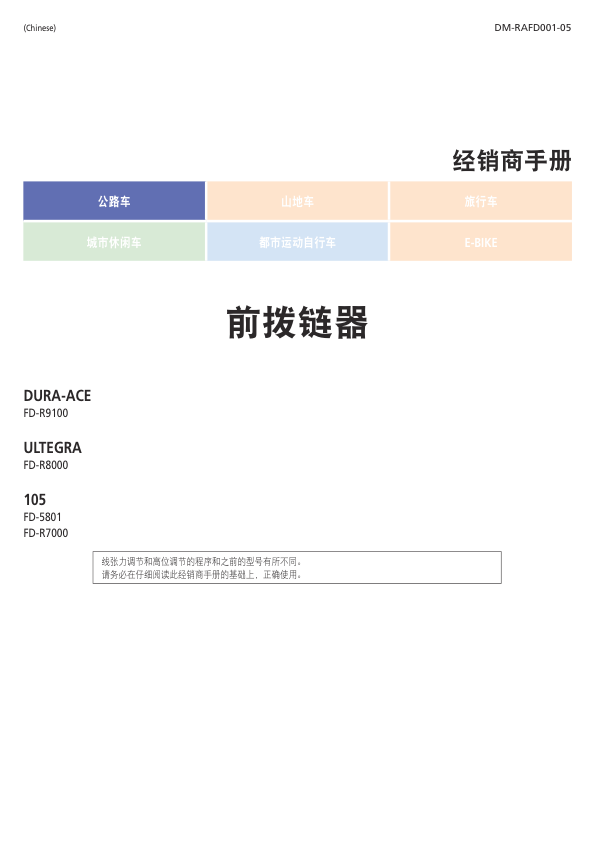 (Chinese)
DM-RAFD001-05
经销商手册
公路车
山地车
旅行车
城市休闲车
都市运动自行车
E-BIKE
前拨链器
DURA-ACE
FD-R9100
ULTEGRA
FD-R8000
105
FD-5801
FD-R7000
线张力调节和高位调节的程序和之前的型号有所不同。
请务必在仔细阅读此经销商手册的基础上，正确使用。